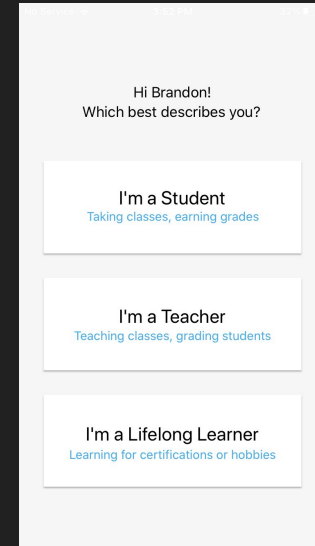 Hi Brandon!
Which best describes you?
I'm a Student
Taking classes, earning grades
I'm a Teacher
Teaching classes, grading students
I'm a Lifelong Learner
Learning for certifications or hobbies